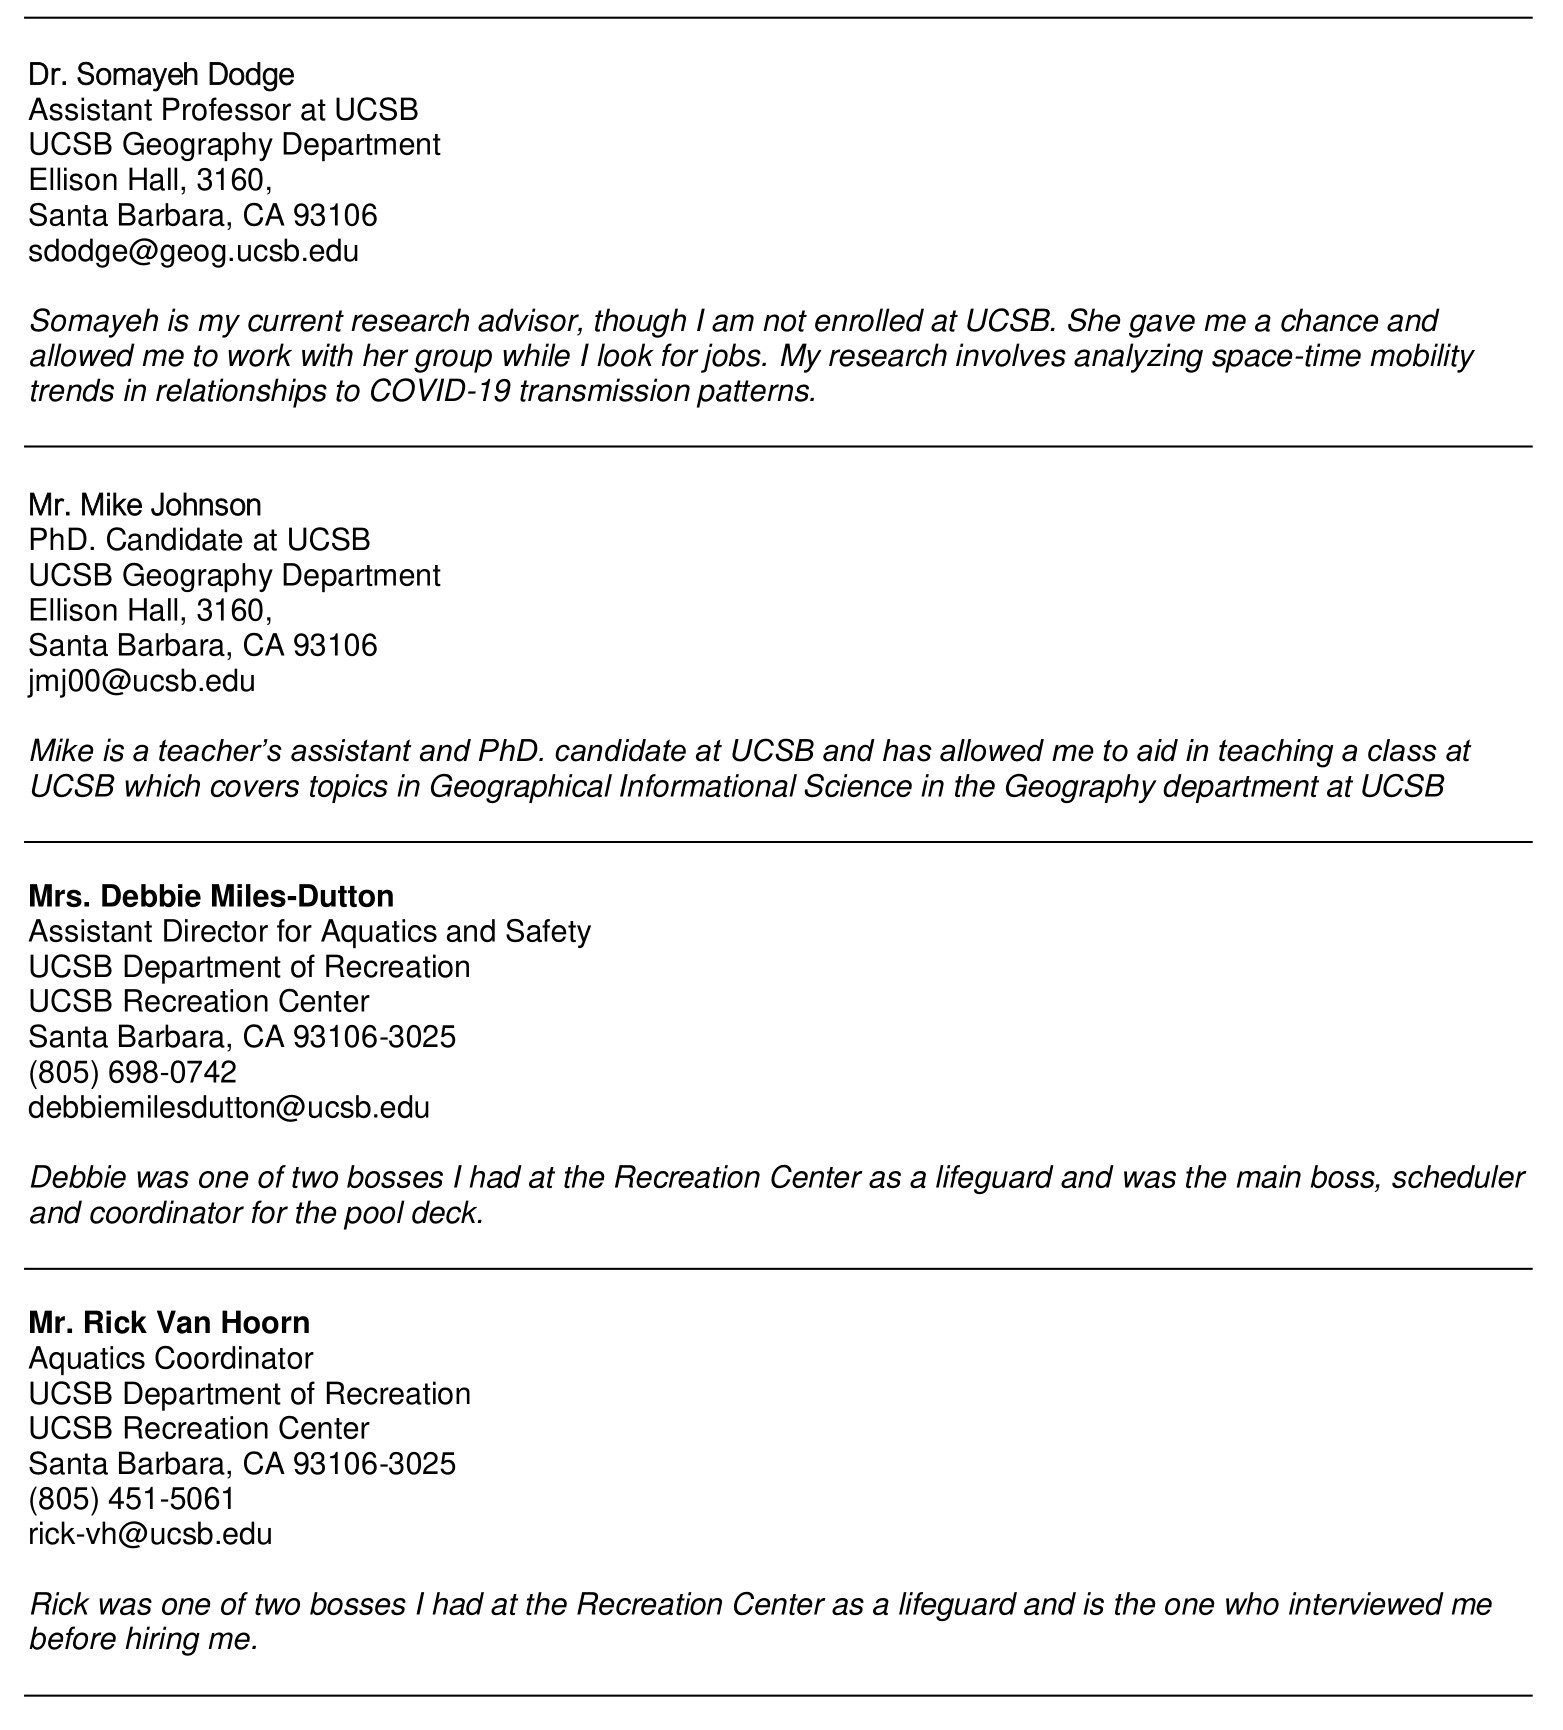 Dr. Somayeh Dodge
Assistant Professor at UCSB
UCSB Geography Department
Ellison Hall, 3160,
Santa Barbara, CA 93106
sdodge@geog.ucsb.edu
Somayeh is my current research advisor, though I am not enrolled at UCSB. She gave me a chance and
allowed me to work with her group while I look for jobs. My research involves analyzing space-time mobility
trends in relationships to COVID-19 transmission patterns.
Mr. Mike Johnson
PhD. Candidate at UCSB
UCSB Geography Department
Ellison Hall, 3160,
Santa Barbara, CA 93106
jmj00@ucsb.edu
Mike is a teacher’s assistant and PhD. candidate at UCSB and has allowed me to aid in teaching a class at
UCSB which covers topics in Geographical Informational Science in the Geography department at UCSB
Mrs. Debbie Miles-Dutton
Assistant Director for Aquatics and Safety
UCSB Department of Recreation
UCSB Recreation Center
Santa Barbara, CA 93106-3025
(805) 698-0742
debbiemilesdutton@ucsb.edu
Debbie was one of two bosses I had at the Recreation Center as a lifeguard and was the main boss, scheduler
and coordinator for the pool deck.
Mr. Rick Van Hoorn
Aquatics Coordinator
UCSB Department of Recreation
UCSB Recreation Center
Santa Barbara, CA 93106-3025
(805) 451-5061
rick-vh@ucsb.edu
Rick was one of two bosses I had at the Recreation Center as a lifeguard and is the one who interviewed me
before hiring me.